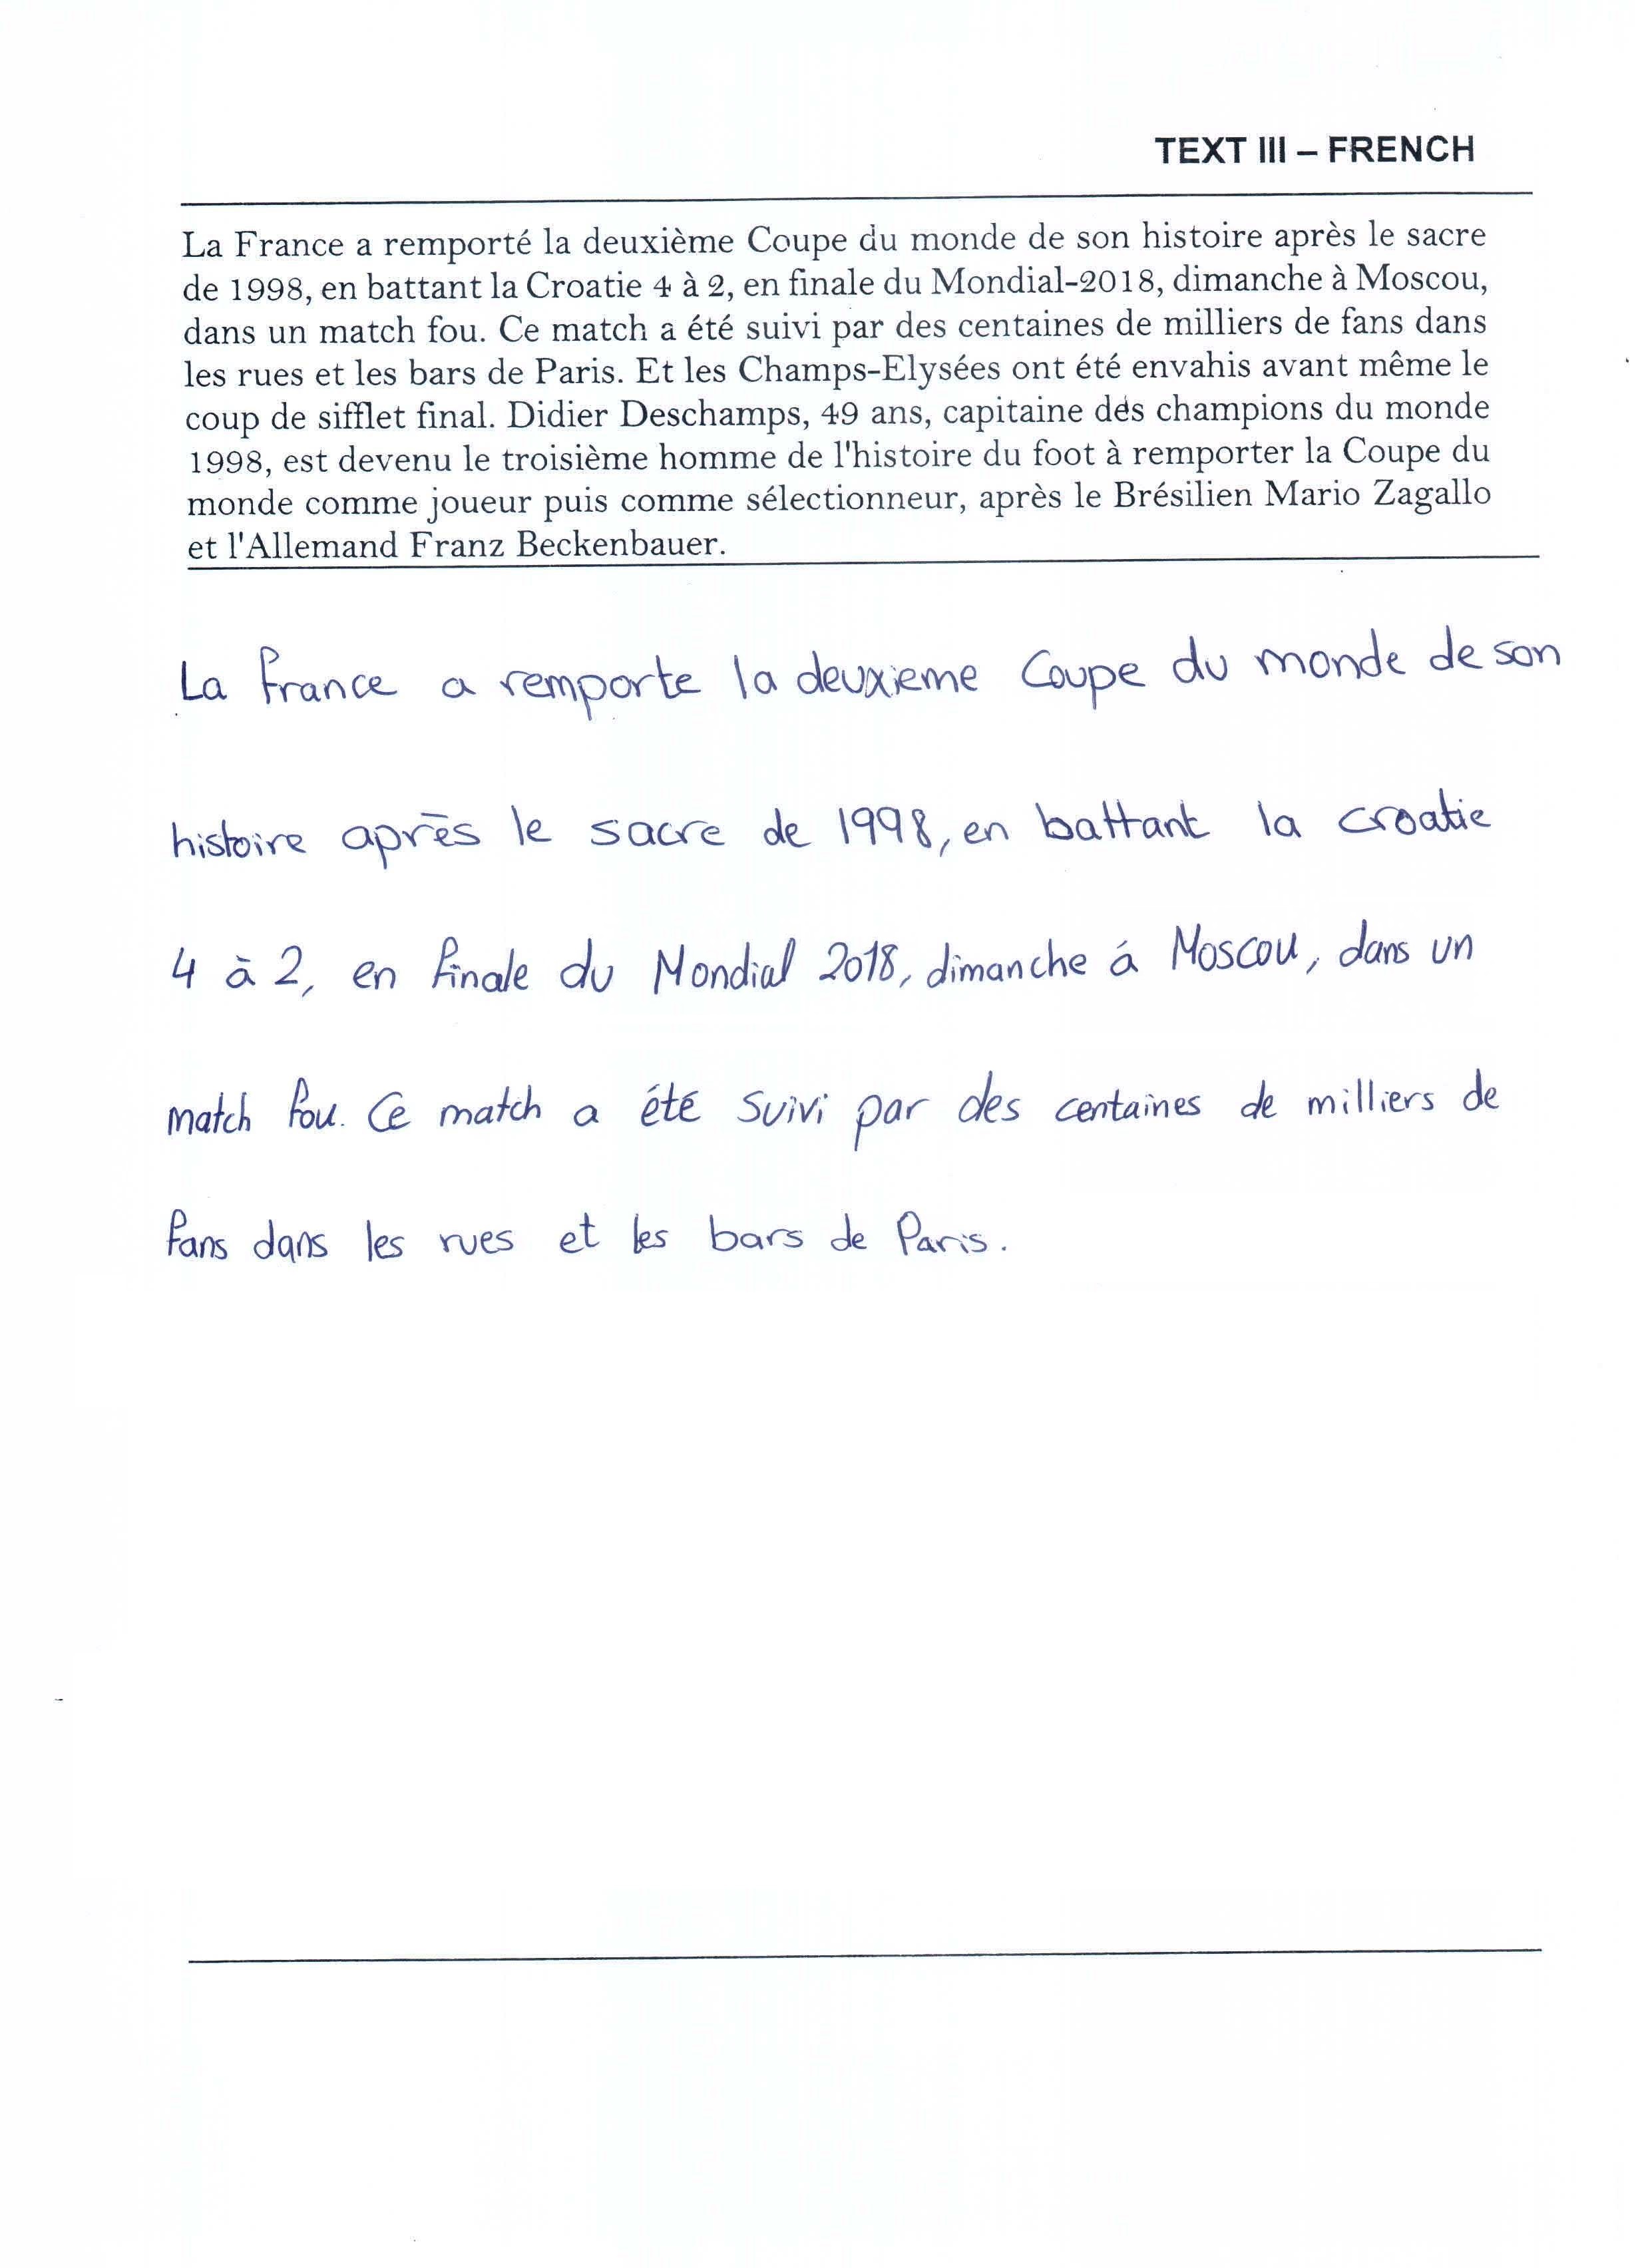 TEXT III – FRENCH
La France a remporté la deuxième Coupe du monde de son histoire après le sacre
de 1998, en battant la Croatie 4 à 2, en finale du Mondial-2018, dimanche à Moscou,
dans un match fou. Ce match a été suivi par des centaines de milliers de fans dans
les rues et les bars de Paris. Et les Champs-Elysées ont été envahis avant même le
coup de sifflet final. Didier Deschamps, 49 ans, capitaine des champions du monde
1998, est devenu le troisième homme de l'histoire du foot à remporter la Coupe du
monde comme joueur puis comme sélectionneur, après le Brésilien Mario Zagallo
et l'Allemand Franz Beckenbauer.
La france a remporte la deuxieme Coupe du monde de son
histoire après le sacre de 1998, en battant la croatie
4 à 2, en finale du Mondial 2018, dimanche á Moscou, dans un
match fou. Ce match a été suivi par des centaines de milliers de
fans dans les rues et les bars de Paris.